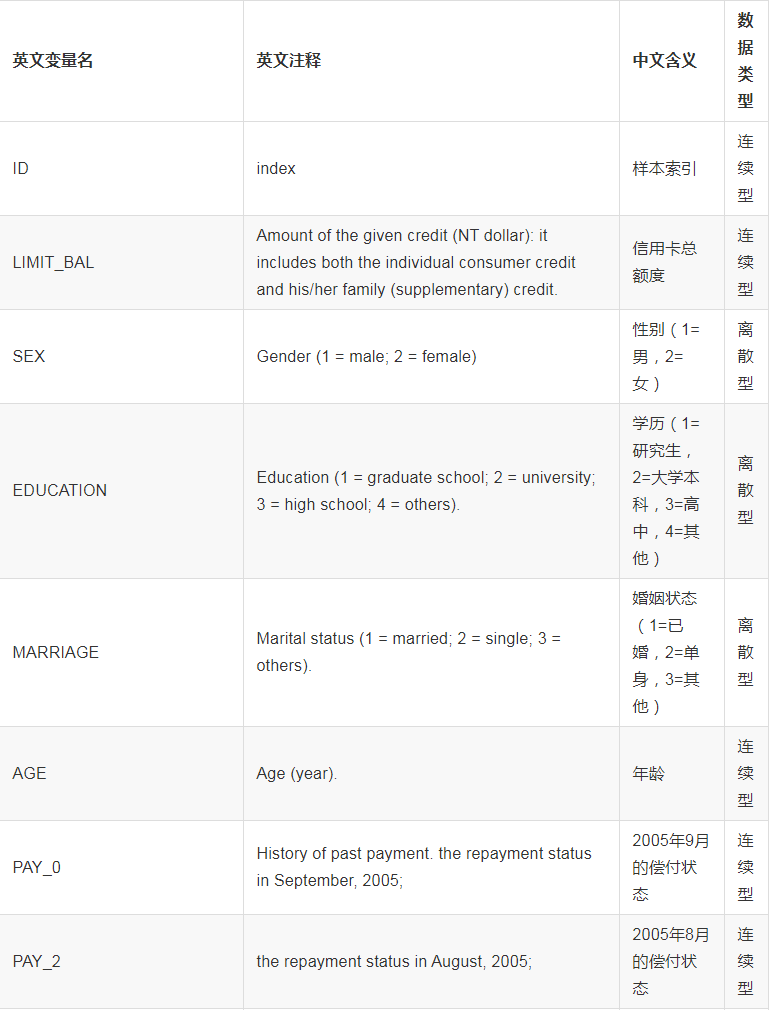 英文变量名
英文注释
中文含义
数
据
类
型
ID
index
样本索引
连
续
型
LIMIT_BAL
Amount of the given credit (NT dollar): it
includes both the individual consumer credit
and his/her family (supplementary) credit.
信用卡总
额度
连
续
型
SEX
Gender (1 = male; 2 = female)
性别（1=
男，2=
女）
离
散
型
EDUCATION
Education (1 = graduate school; 2 = university;
3 = high school; 4 = others).
学历（1=
研究生，
2=大学本
科，3=高
中，4=其
他）
离
散
型
MARRIAGE
Marital status (1 = married; 2 = single; 3 =
others).
婚姻状态
（1=已
婚，2=单
身，3=其
他）
离
散
型
AGE
Age (year).
年龄
连
续
型
PAY_0
History of past payment. the repayment status
in September, 2005;
2005年9月
的偿付状
态
连
续
型
PAY_2
the repayment status in August, 2005;
2005年8月
的偿付状
态
连
续
型